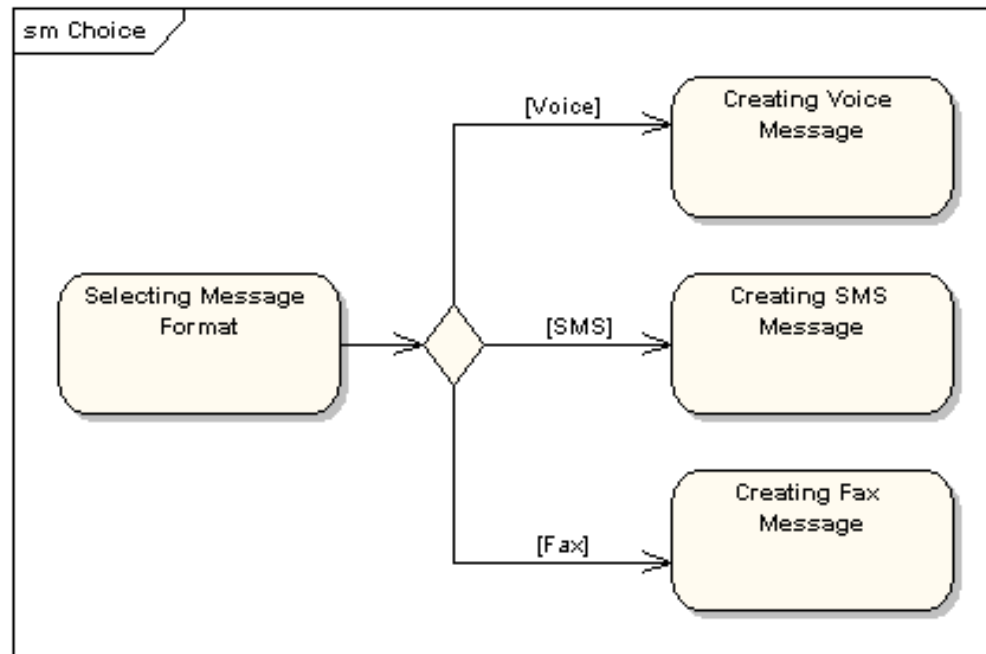 sm Choice
[Voice]
Creating Voice
Message
Selecting Message
Format
[SMS]
Creating SMS
Message
[Fax]
Creating Fax
Message